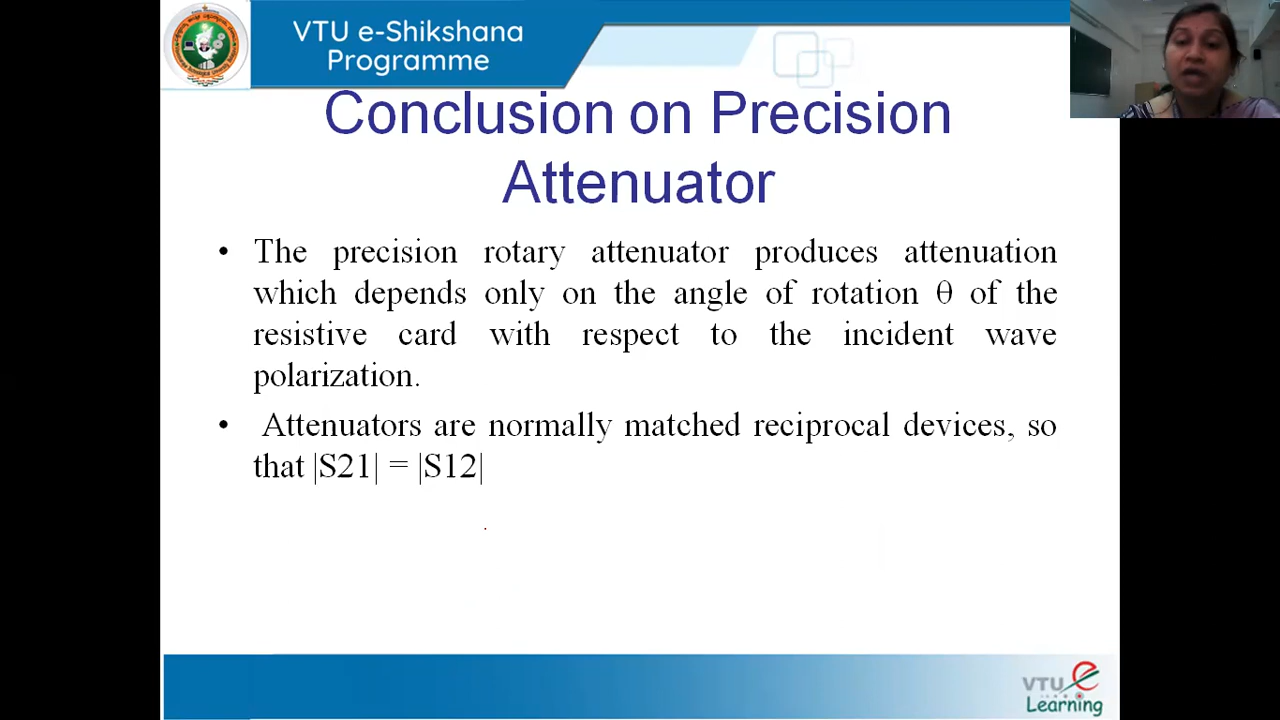 VTU e-Shikshana
Programme
Conclusion on Precision
Attenuator
• The precision rotary attenuator produces attenuation
which depends only on the angle of rotation θ of the
resistive card with respect to the incident wave
polarization.
• Attenuators are normally matched reciprocal devices, so
that |S21| = |S12|
VTU e
Learning